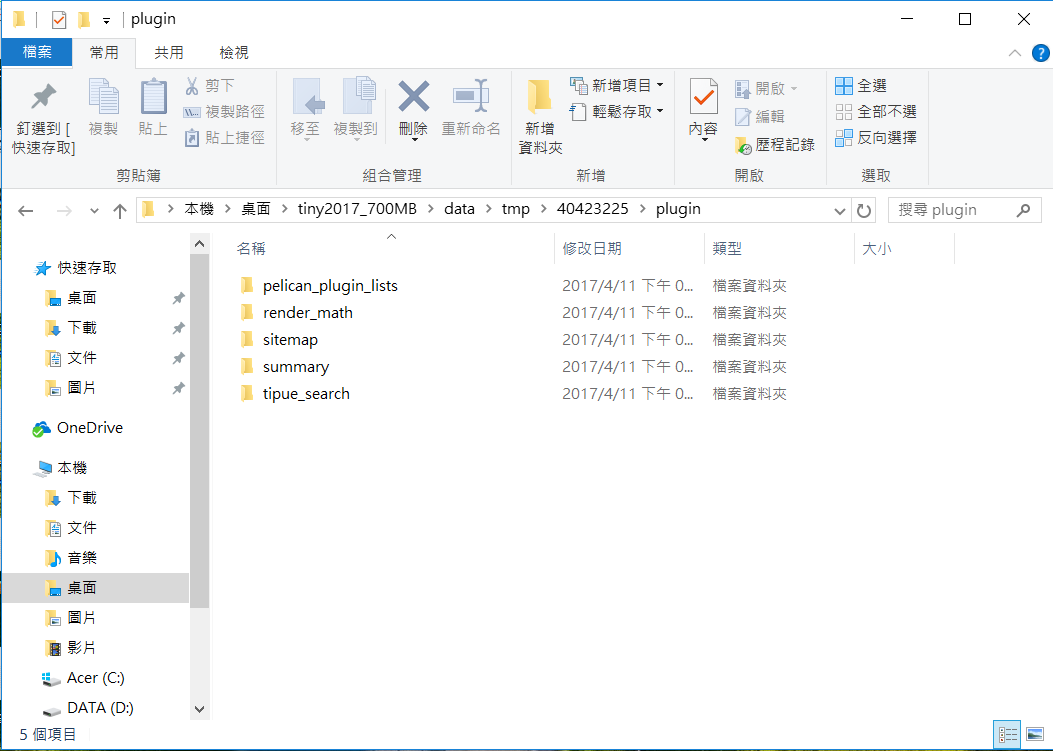 plugin
檔案 常用 共用 檢視
釘選到 [
快速存取]
複製
貼上
剪下
複製路徑
貼上捷徑
剪貼簿
移至
複製到
刪除
重新命名
組合管理
新增
資料夾
新增項目
輕鬆存取
新增
內容
開啟
編輯
歷程記錄
開啟
全選
全部不選
反向選擇
選取
本機 > 桌面 > tiny2017_700MB > data > tmp > 40423225 > plugin
搜尋 plugin
快速存取
桌面
下載
文件
圖片
OneDrive
本機
下載
文件
音樂
桌面
圖片
影片
Acer (C:)
DATA (D:)
名稱 修改日期 類型 大小
pelican_plugin_lists 2017/4/11 下午 0... 檔案資料夾
render_math 2017/4/11 下午 0... 檔案資料夾
sitemap 2017/4/11 下午 0... 檔案資料夾
summary 2017/4/11 下午 0... 檔案資料夾
tipue_search 2017/4/11 下午 0... 檔案資料夾
5 個項目